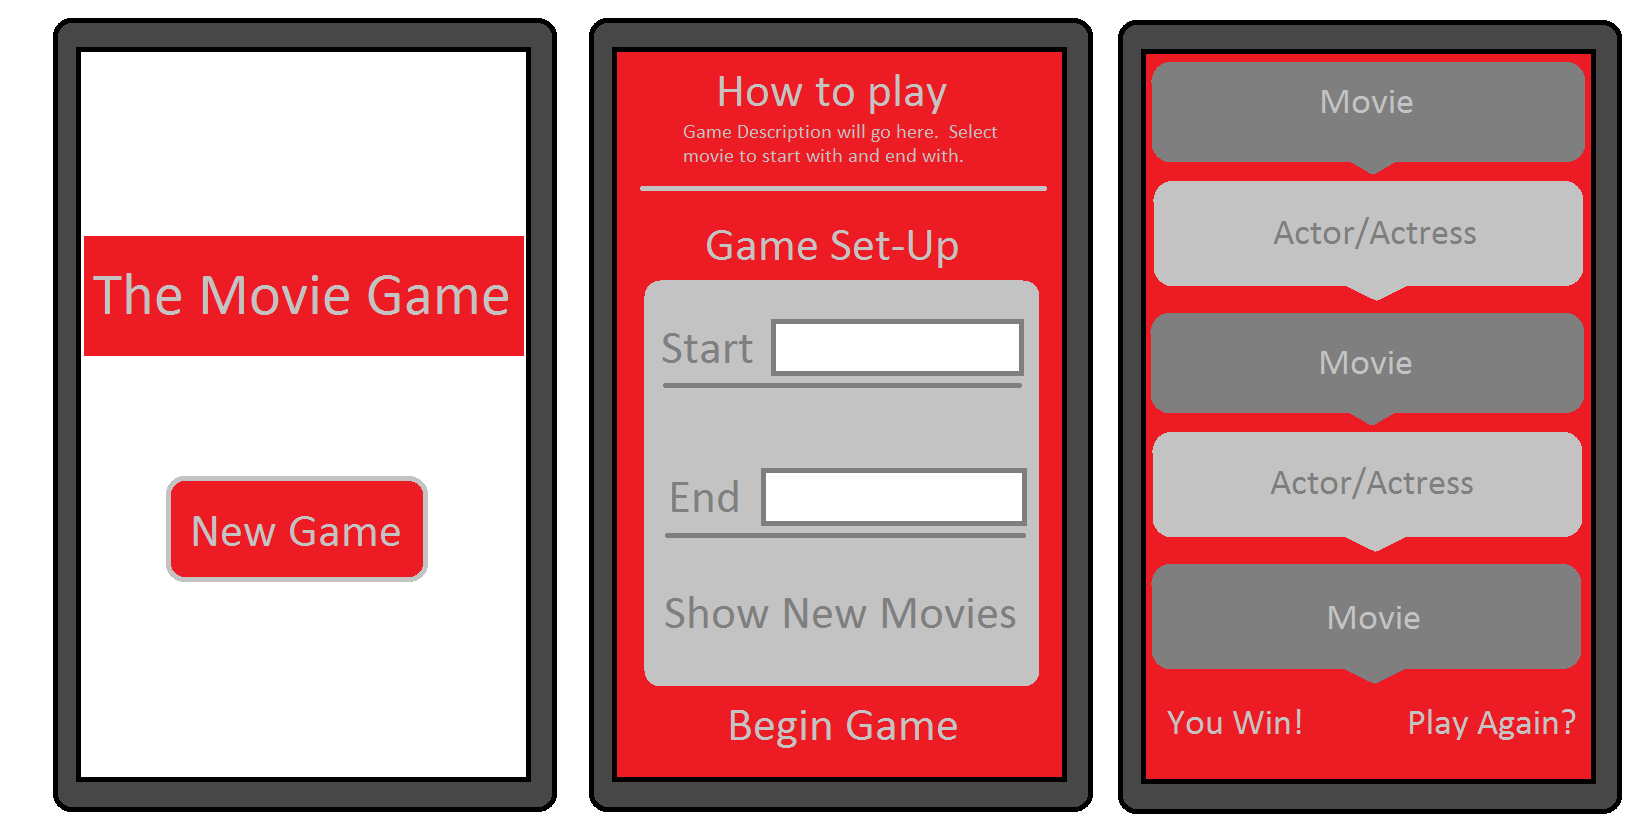 The Movie Game
New Game
How to play
Game Description will go here.  Select
movie to start with and end with.
Game Set-Up
Start
End
Show New Movies
Begin Game
Movie
Actor/Actress
Movie
Actor/Actress
Movie
You Win!
Play Again?